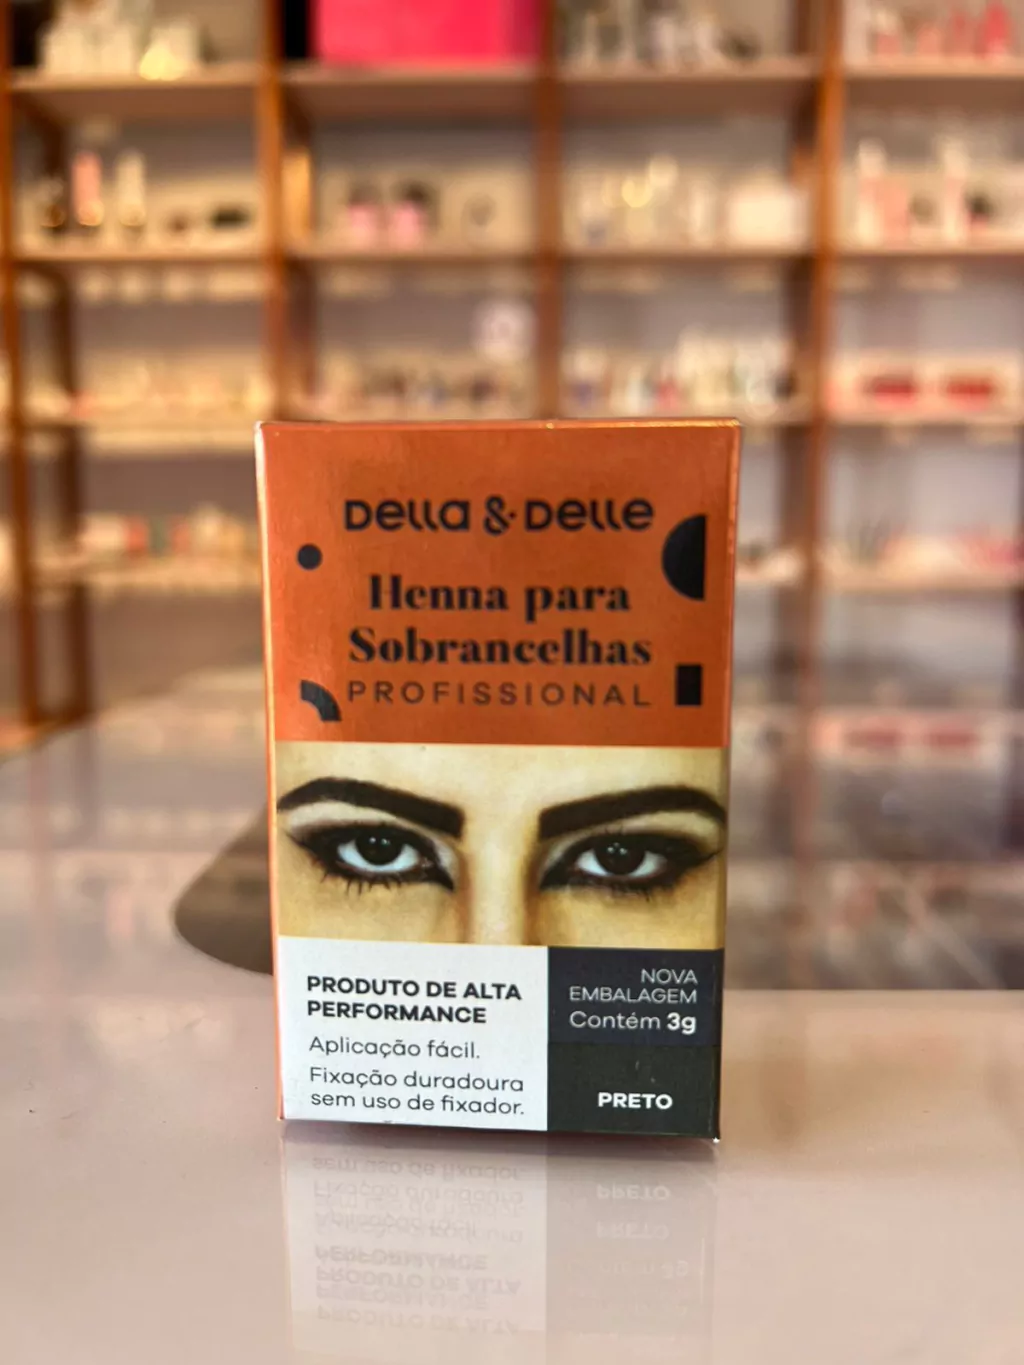 Della & Delle
Henna para
Sobrancelhas
PROFISSIONAL
PRODUTO DE ALTA
PERFORMANCE
Aplicação fácil.
Fixação duradoura
sem uso de fixador.
NOVA
EMBALAGEM
Contém 3g
PRETO